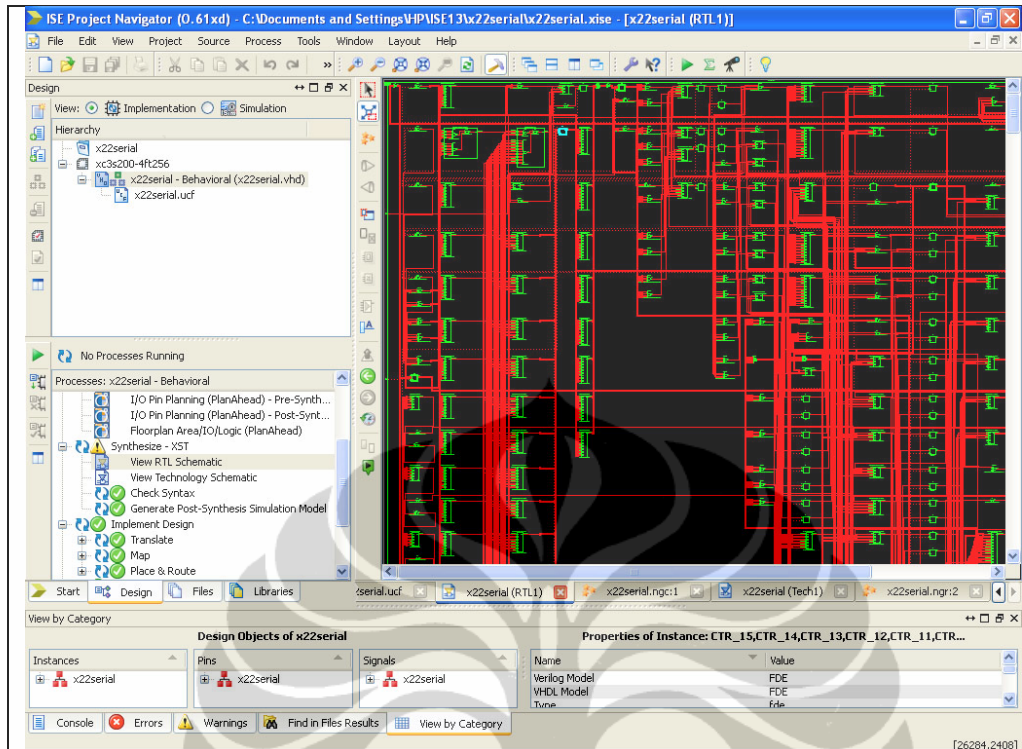 ISE Project Navigator (O.61xd) - C:\Documents and Settings\HP\ISE13\x22serial\x22serial.xise - [x22serial (RTL1)]
File Edit View Project Source Process Tools Window Layout Help
Design
View: Implementation Simulation
Hierarchy
x22serial
xc3s200-4ft256
x22serial - Behavioral (x22serial.vhd)
x22serial.ucf
No Processes Running
Processes: x22serial - Behavioral
I/O Pin Planning (PlanAhead) - Pre-Synth...
I/O Pin Planning (PlanAhead) - Post-Synt...
Floorplan Area/IO/Logic (PlanAhead)
Synthesize - XST
View RTL Schematic
View Technology Schematic
Check Syntax
Generate Post-Synthesis Simulation Model
Implement Design
Translate
Map
Place & Route
Start Design Files Libraries
serial.ucf x22serial (RTL1) x22serial.ngc:1 x22serial (Tech1) x22serial.ngr:2
View by Category
Design Objects of x22serial Properties of Instance: CTR_15,CTR_14,CTR_13,CTR_12,CTR_11,CTR...
Instances Pins Signals Name Value
x22serial x22serial x22serial Verilog Model FDE
VHDL Model FDE
Type fde
Console Errors Warnings Find in Files Results View by Category
[26284,2408]